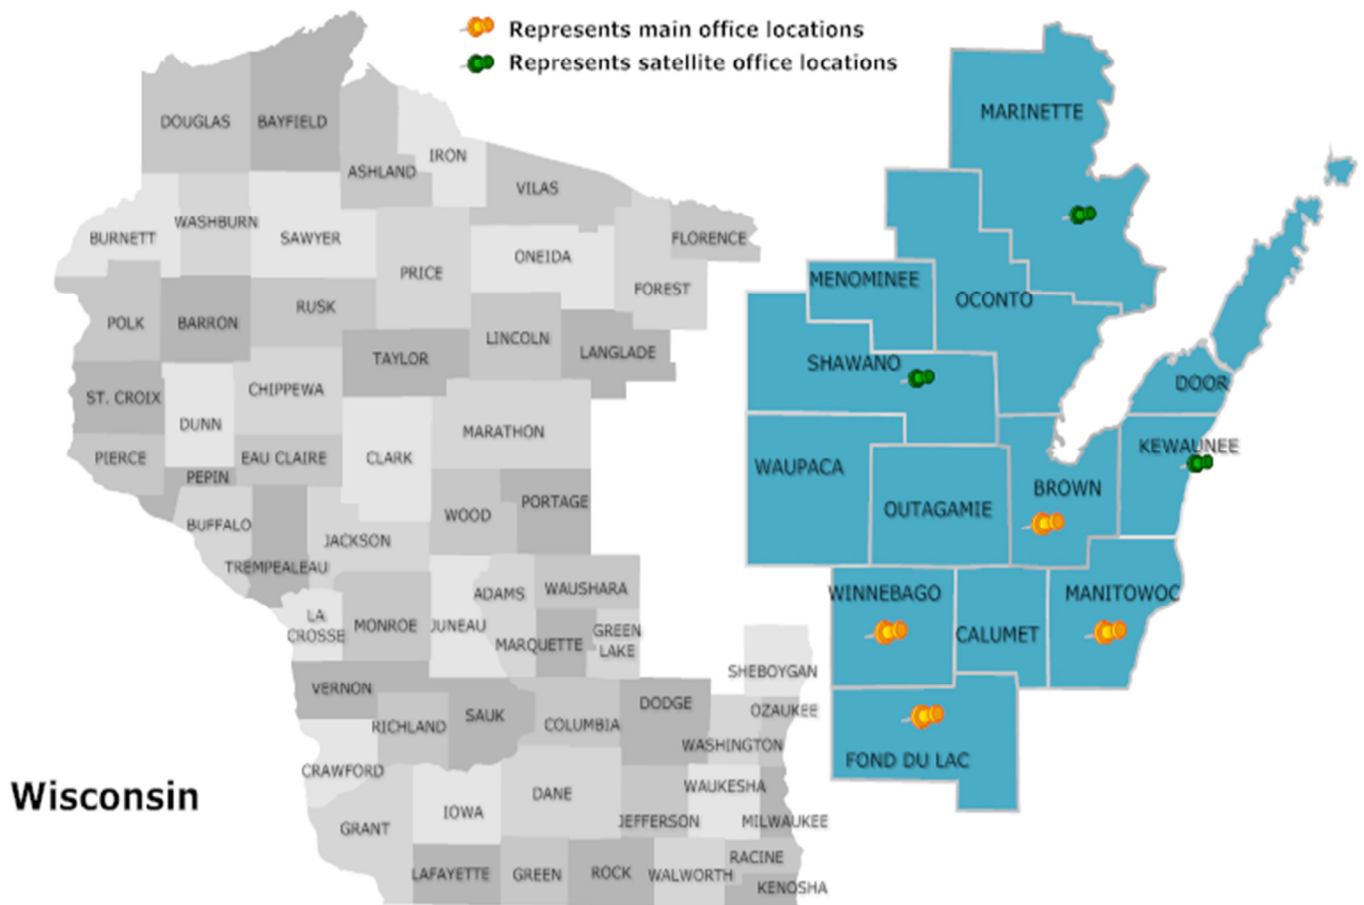 Represents main office locations
Represents satellite office locations
MARINETTE
DOUGLAS
BAYFIELD
IRON
ASHLAND
VILAS
WASHBURN
BURNETT
SAWYER
FLORENCE
ONEIDA
PRICE
MENOMINEE
FOREST
OCONTO
RUSK
POLK
BARRON
LINCOLN
LANGLADE
TAYLOR
SHAWANO
DOOR
CHIPPEWA
ST. CROIX
DUNN
MARATHON
KEWAUNEE
PIERCE
EAU CLAIRE
CLARK
WAUPACA
PEPIN
BROWN
PORTAGE
OUTAGAMIE
WOOD
BUFFALO
JACKSON
TREMPEALEAU
WAUSHARA
ADAMS
WINNEBAGO
MANITOWOC
LA
CROSSE
MONROE
JUNEAU
GREEN
LAKE
CALUMET
MARQUETTE
SHEBOYGAN
VERNON
DODGE
OZAUKEE
SAUK
RICHLAND
COLUMBIA
WASHINGTON
FOND DU LAC
CRAWFORD
WAUKESHA
Wisconsin
DANE
IOWA
JEFFERSON
MILWAUKEE
GRANT
RACINE
LAFAYETTE
GREEN
ROCK
WALWORTH
KENOSHA